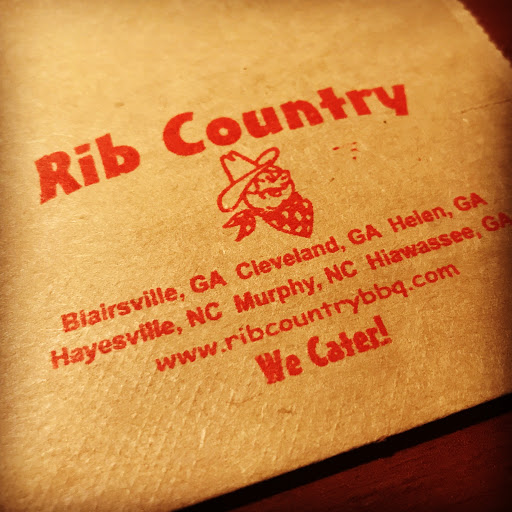 Rib Country
Blairsville, GA Cleveland, GA Helen, GA
Hayesville, NC Murphy, NC Hiawassee, GA
www.ribcountrybbq.com
We Cater!